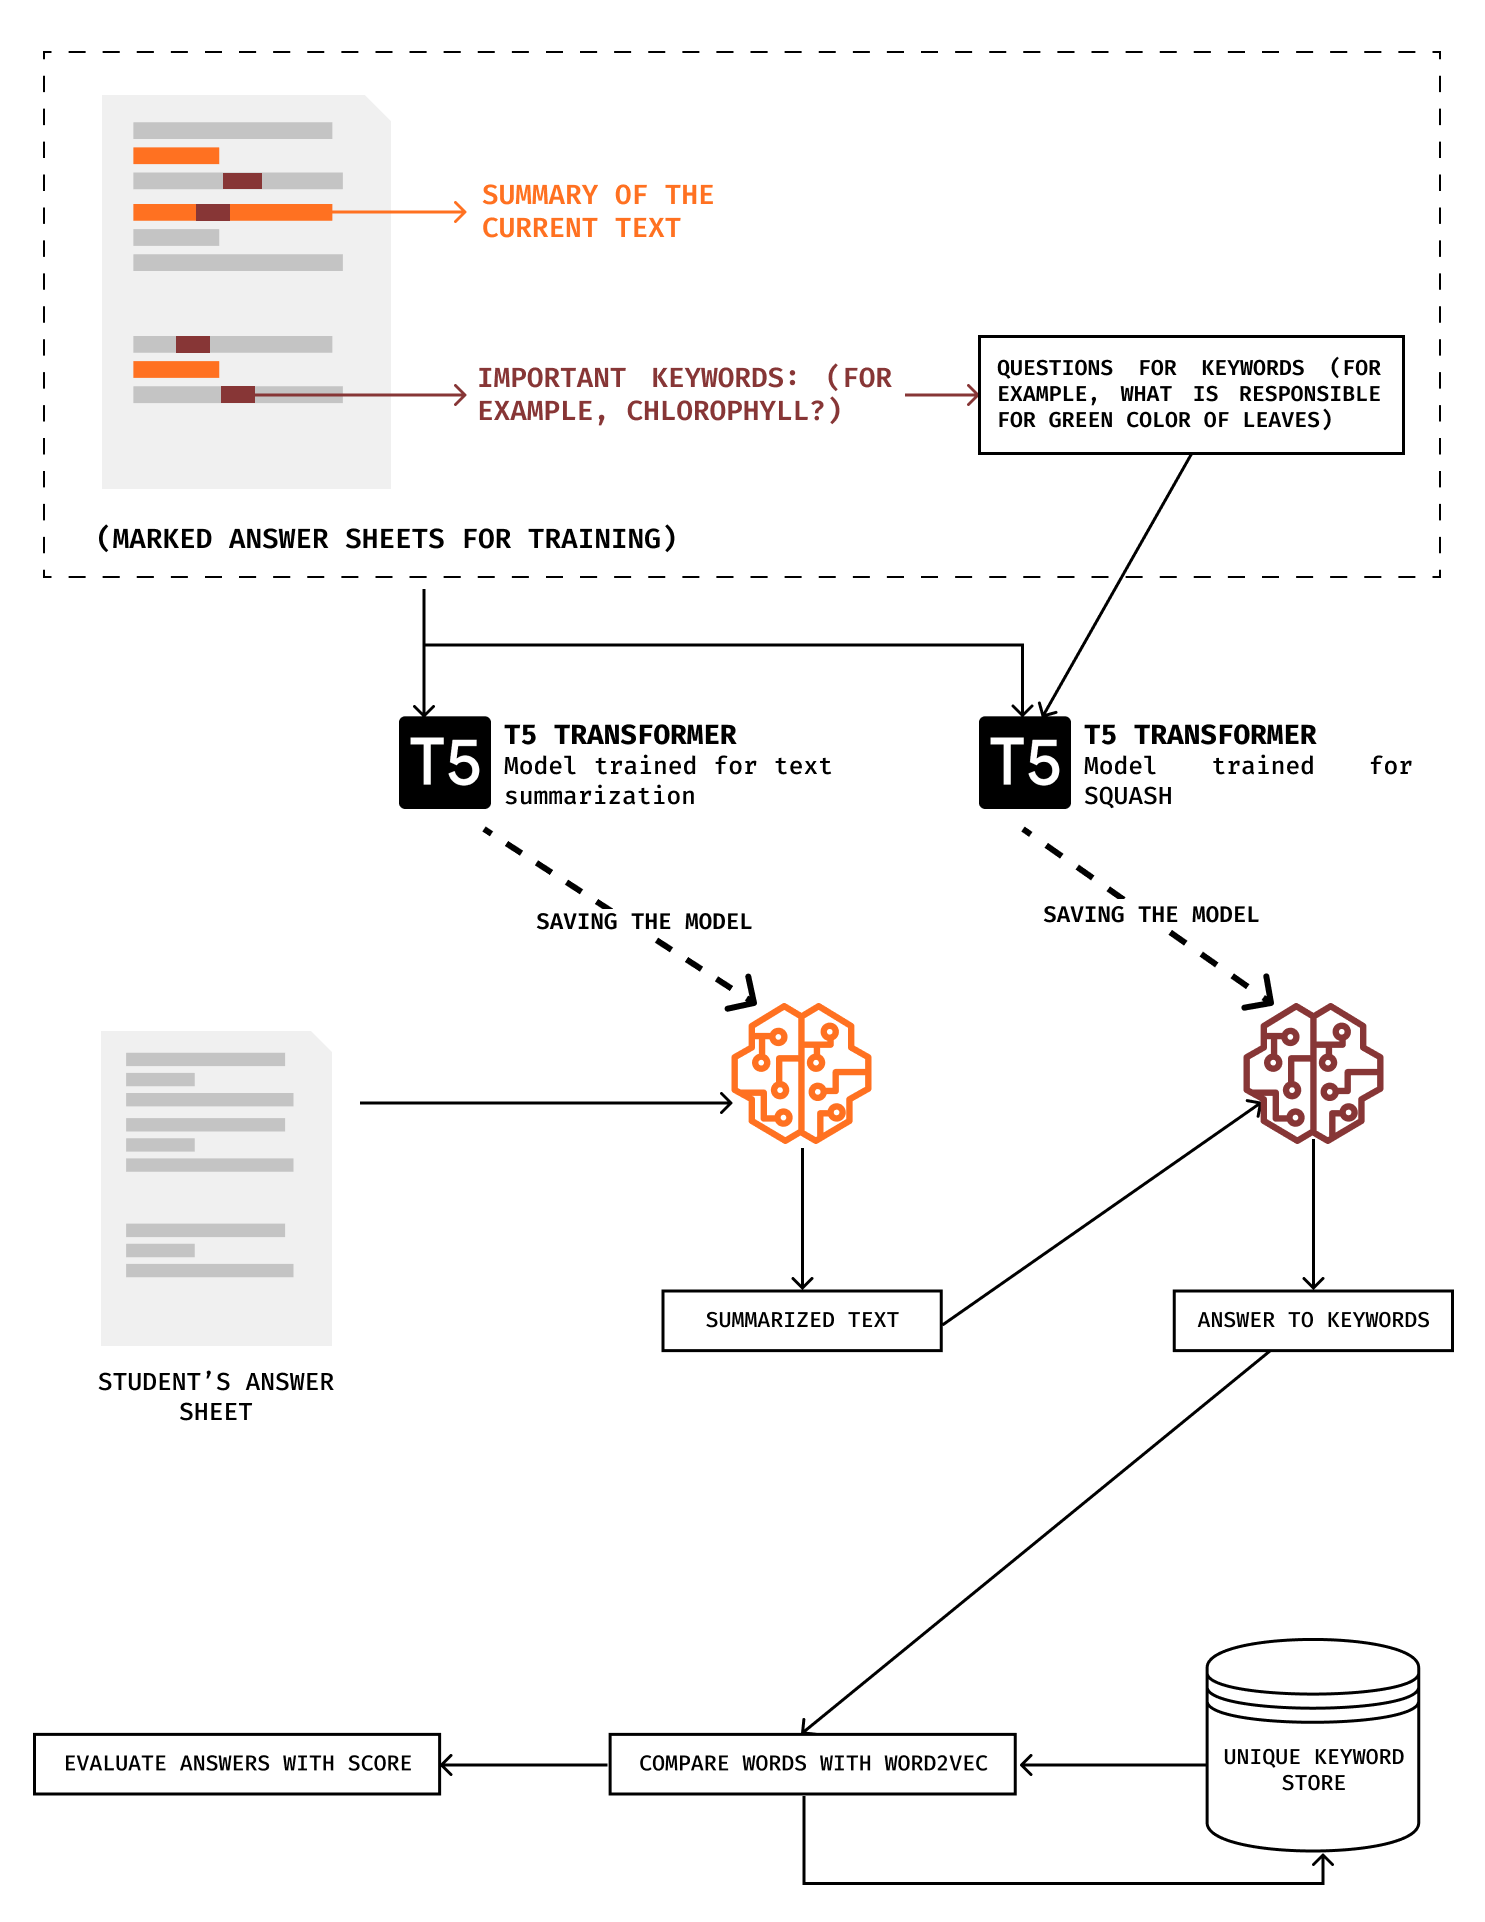 SUMMARY OF THE
CURRENT TEXT
IMPORTANT KEYWORDS: (FOR
EXAMPLE, CHLOROPHYLL?)
QUESTIONS FOR KEYWORDS (FOR
EXAMPLE, WHAT IS RESPONSIBLE
FOR GREEN COLOR OF LEAVES)
(MARKED ANSWER SHEETS FOR TRAINING)
T5
T5 TRANSFORMER
Model trained for text
summarization
T5
T5 TRANSFORMER
Model trained for
SQUASH
SAVING THE MODEL
SAVING THE MODEL
SUMMARIZED TEXT
ANSWER TO KEYWORDS
STUDENT’S ANSWER
SHEET
EVALUATE ANSWERS WITH SCORE
COMPARE WORDS WITH WORD2VEC
UNIQUE KEYWORD
STORE